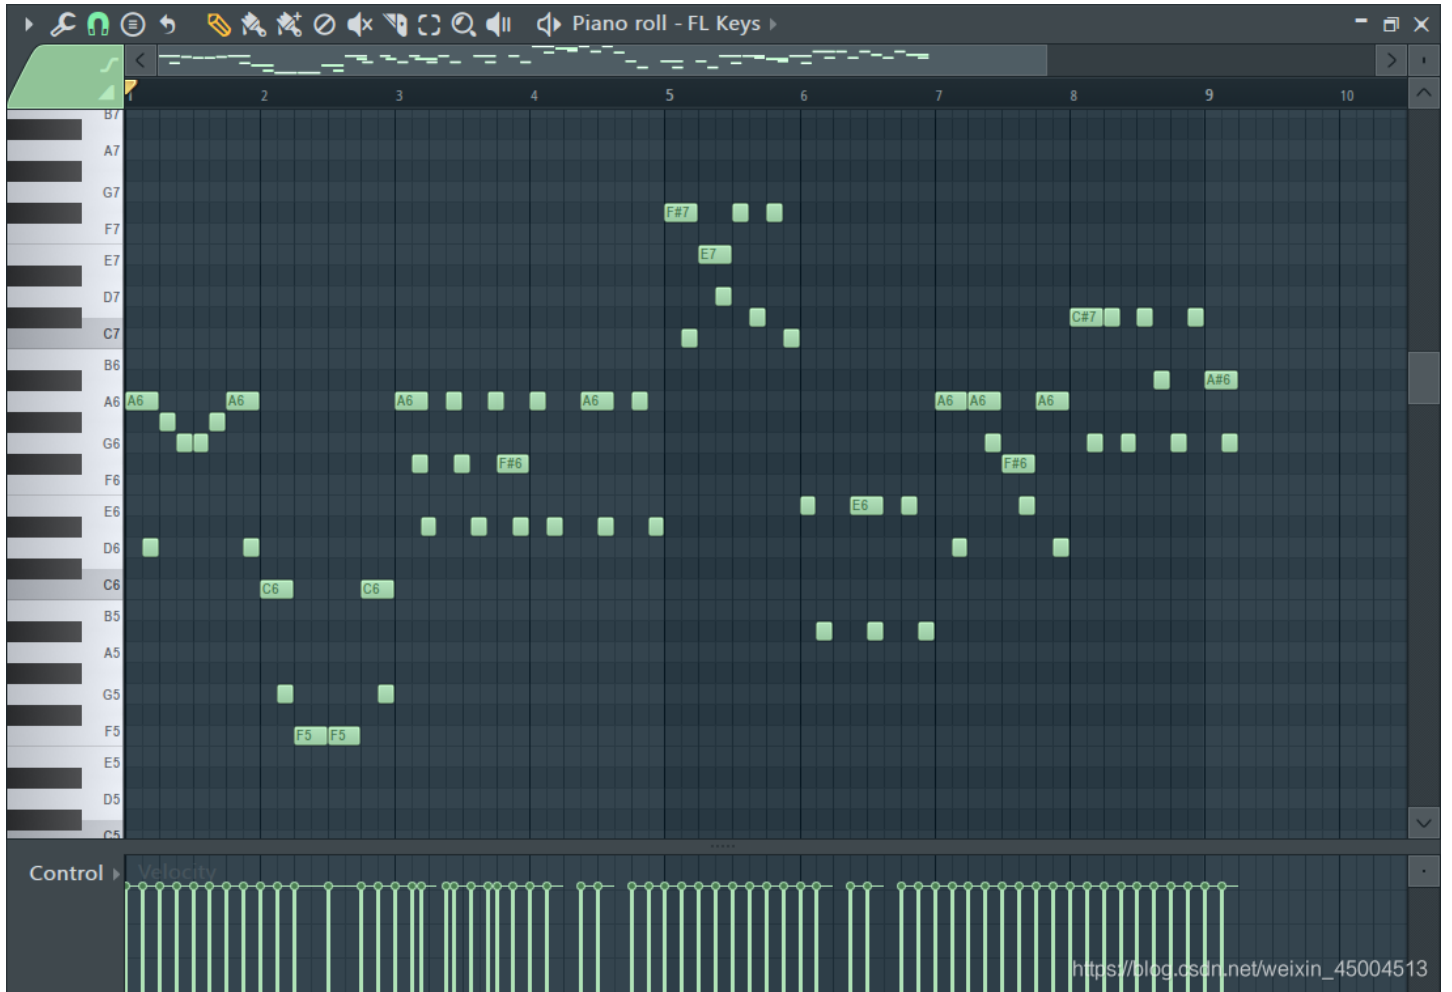 Piano roll - FL Keys
1 2 3 4 5 6 7 8 9 10
B7
A7
G7
F7
E7
D7
C7
B6
A6
G6
F6
E6
D6
C6
B5
A5
G5
F5
E5
D5
C5
F#7
E7
C#7
A#6
A6 A6 A6 A6 A6 A6 A6
F#6 F#6
E6
C6 C6
F5 F5
Control Velocity
https://blog.csdn.net/weixin_45004513